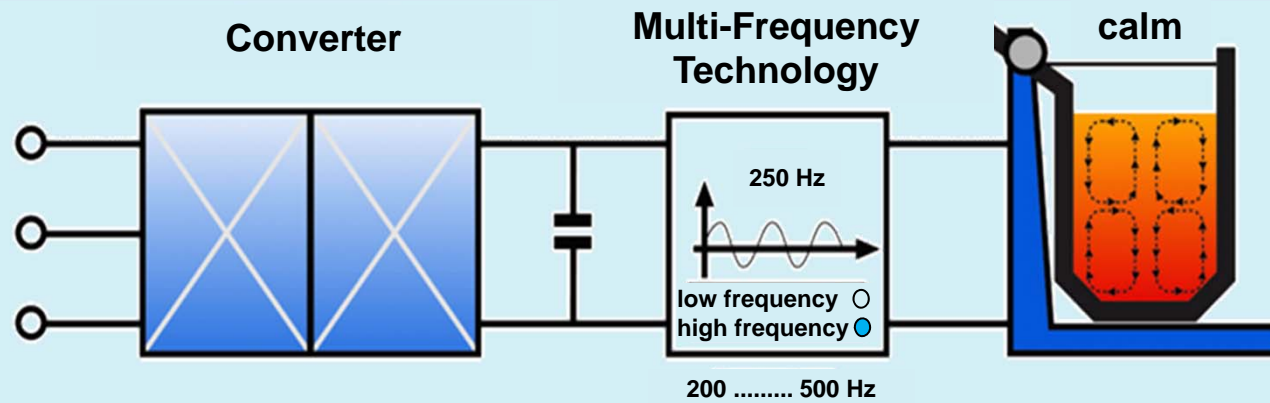 Converter
Multi-Frequency
Technology
calm
250 Hz
low frequency
high frequency
200 ......... 500 Hz